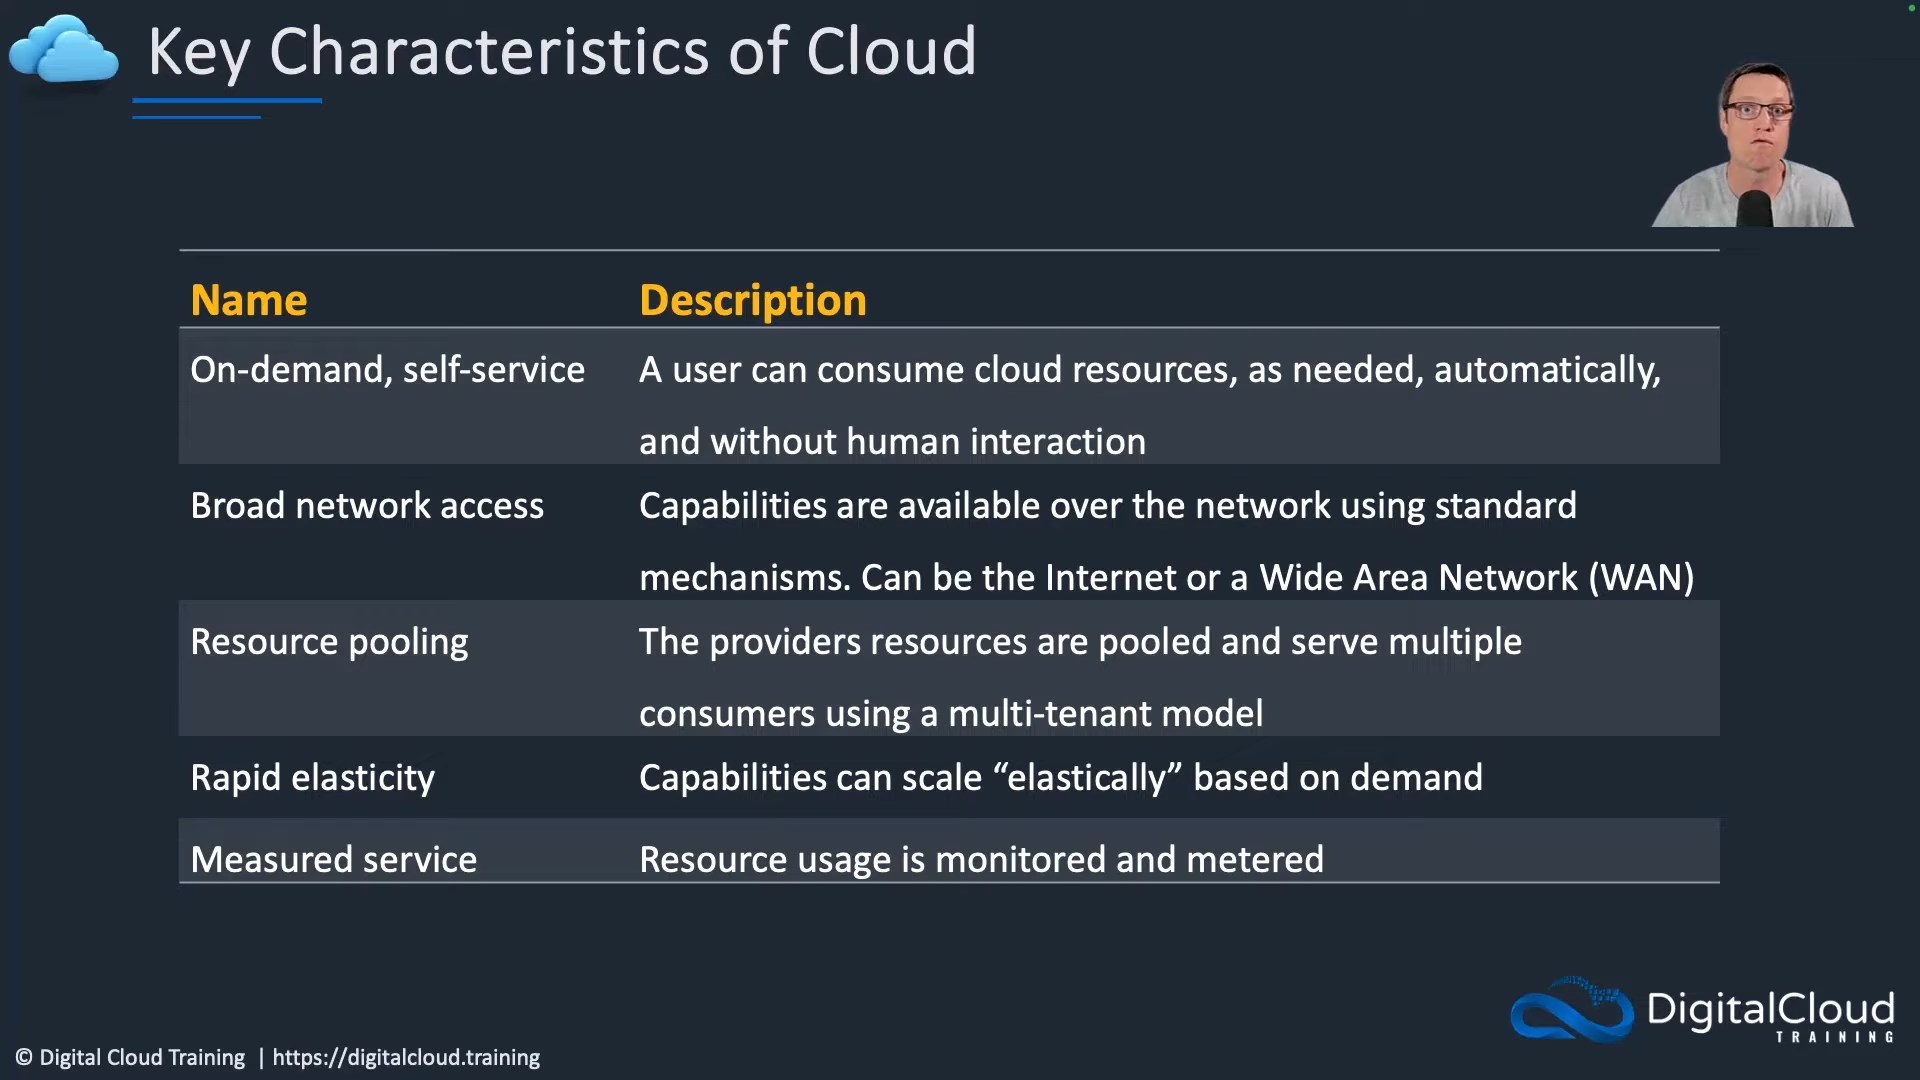 Key Characteristics of Cloud
Name
Description
On-demand, self-service
A user can consume cloud resources, as needed, automatically,
and without human interaction
Broad network access
Capabilities are available over the network using standard
mechanisms. Can be the Internet or a Wide Area Network (WAN)
Resource pooling
The providers resources are pooled and serve multiple
consumers using a multi-tenant model
Rapid elasticity
Capabilities can scale “elastically” based on demand
Measured service
Resource usage is monitored and metered
DigitalCloud
TRAINING
© Digital Cloud Training | https://digitalcloud.training